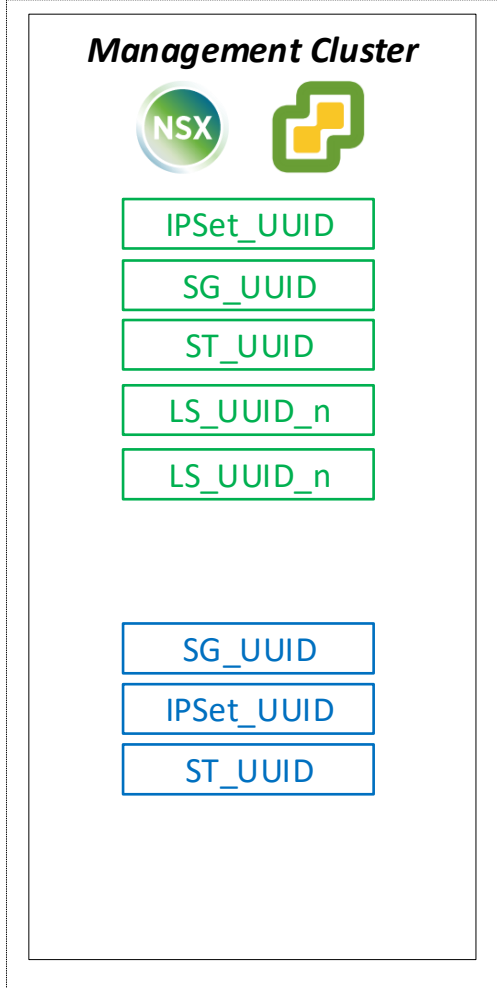 Management Cluster
NSX
IPSet_UUID
SG_UUID
ST_UUID
LS_UUID_n
LS_UUID_n
SG_UUID
IPSet_UUID
ST_UUID